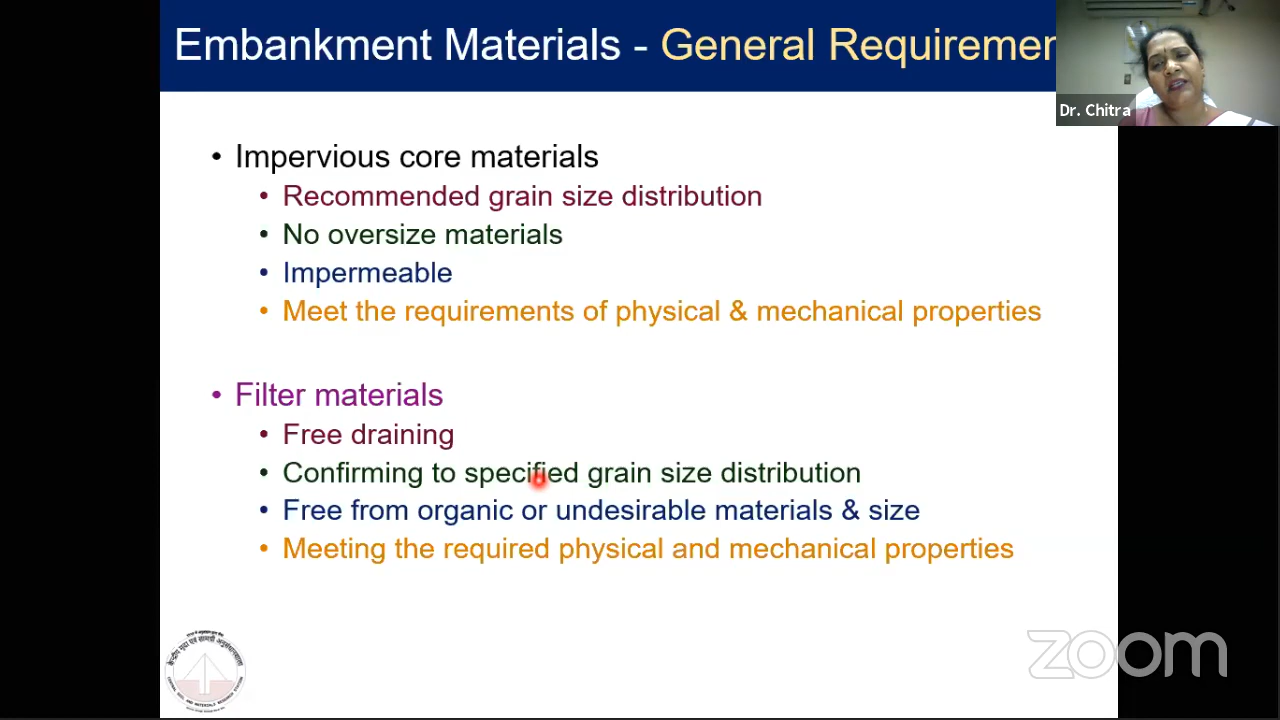 Embankment Materials - General Requiremen
Dr. Chitra
• Impervious core materials
• Recommended grain size distribution
• No oversize materials
• Impermeable
• Meet the requirements of physical & mechanical properties
• Filter materials
• Free draining
• Confirming to specified grain size distribution
• Free from organic or undesirable materials & size
• Meeting the required physical and mechanical properties
zoom